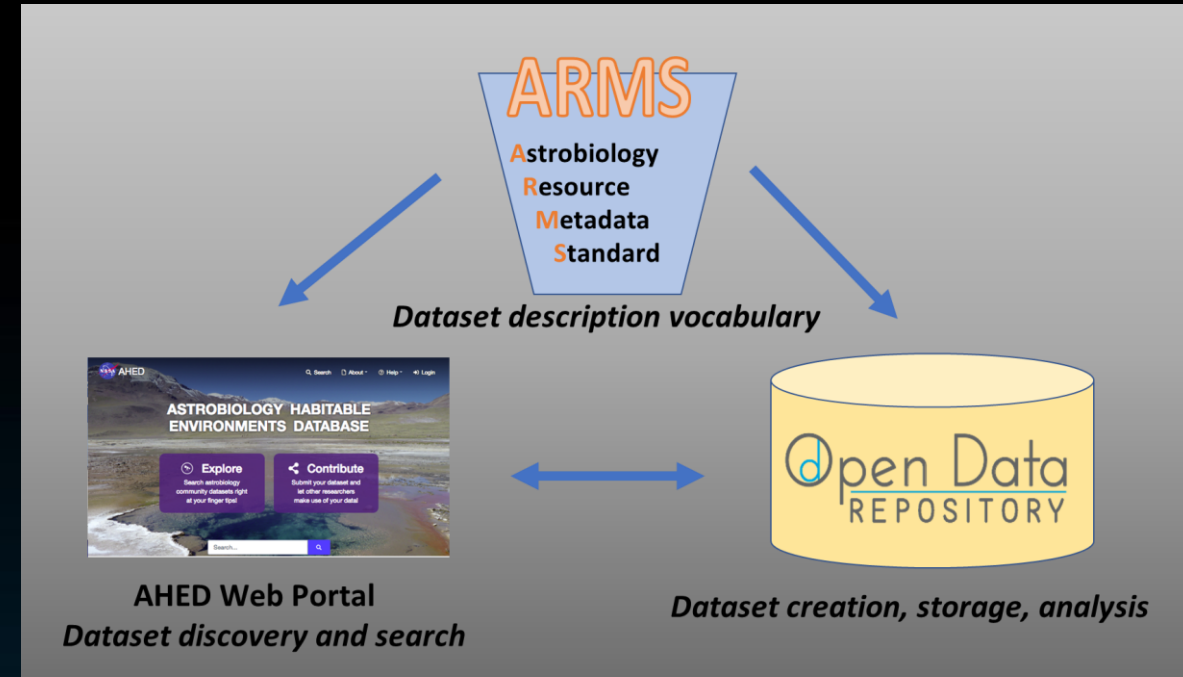 ARMS
Astrobiology
Resource
Metadata
Standard
Dataset description vocabulary
NASA AHED
Search About Help Login
ASTROBIOLOGY HABITABLE
ENVIRONMENTS DATABASE
Explore
Search astrobiology
community datasets right
at your finger tips!
Contribute
Submit your dataset and
let other researchers
make use of your data!
Search...
AHED Web Portal
Dataset discovery and search
Open Data
REPOSITORY
Dataset creation, storage, analysis